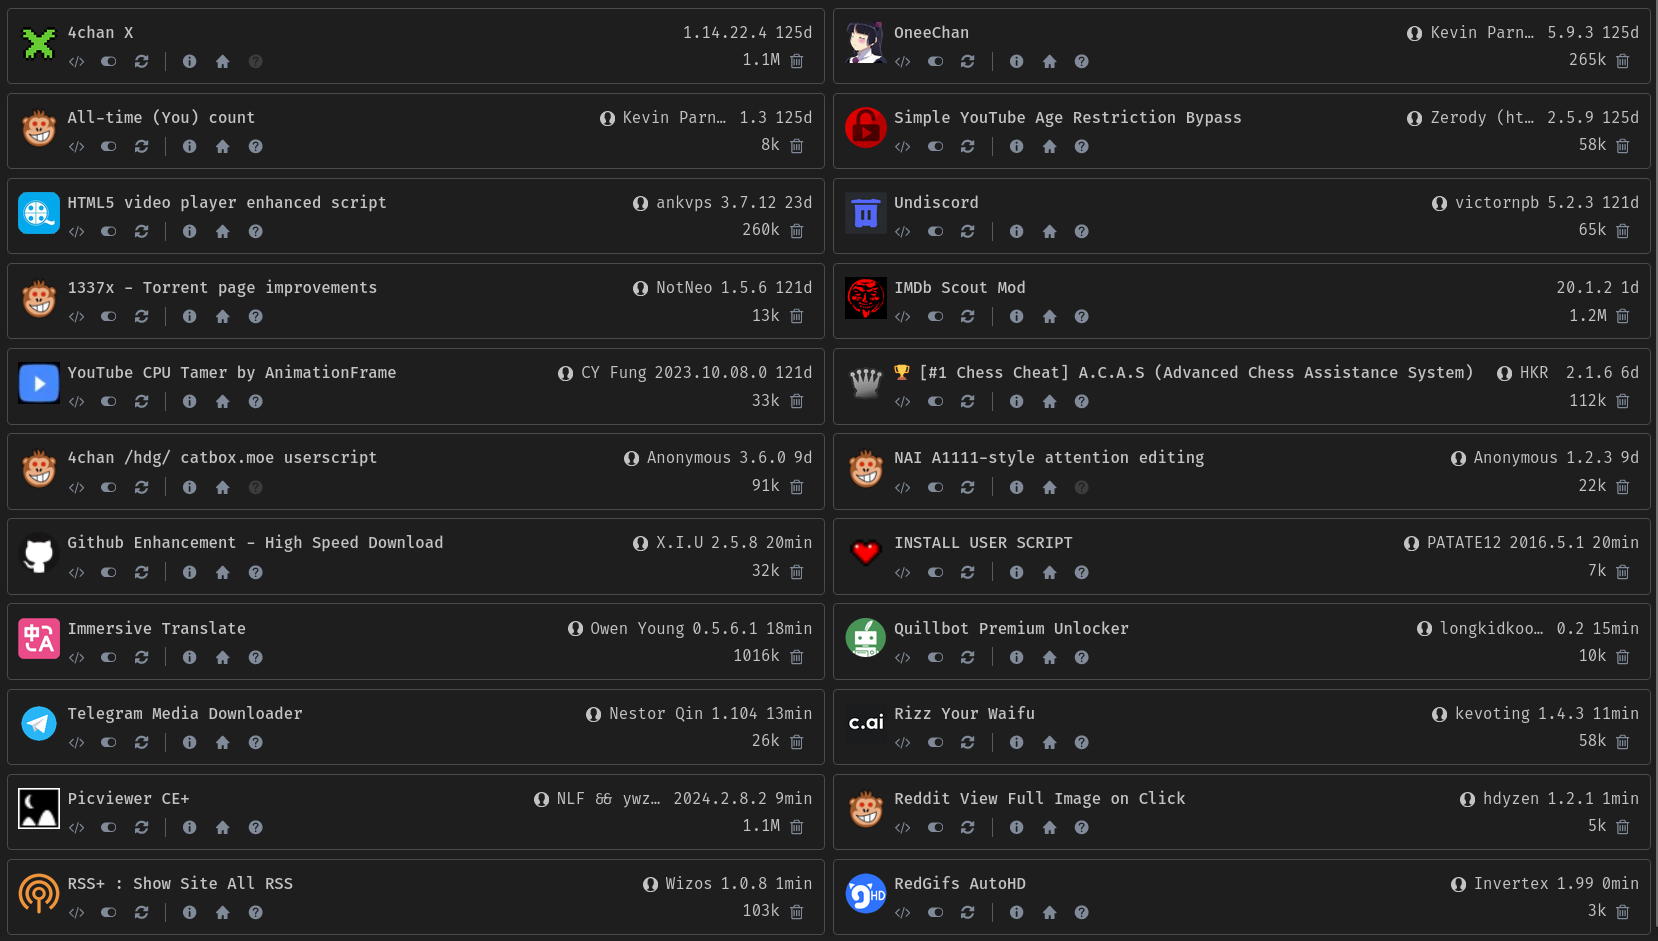 4chan X 1.14.22.4 125d
</> 1.1M
OneeChan Kevin Parn… 5.9.3 125d
</> 265k
All-time (You) count Kevin Parn… 1.3 125d
</> 8k
Simple YouTube Age Restriction Bypass Zerody (ht… 2.5.9 125d
</> 58k
HTML5 video player enhanced script ankvps 3.7.12 23d
</> 260k
Undiscord victornpb 5.2.3 121d
</> 65k
1337x - Torrent page improvements NotNeo 1.5.6 121d
</> 13k
IMDb Scout Mod 20.1.2 1d
</> 1.2M
YouTube CPU Tamer by AnimationFrame CY Fung 2023.10.08.0 121d
</> 33k
🏆 [#1 Chess Cheat] A.C.A.S (Advanced Chess Assistance System) HKR 2.1.6 6d
</> 112k
4chan /hdg/ catbox.moe userscript Anonymous 3.6.0 9d
</> 91k
NAI A1111-style attention editing Anonymous 1.2.3 9d
</> 22k
Github Enhancement - High Speed Download X.I.U 2.5.8 20min
</> 32k
INSTALL USER SCRIPT PATATE12 2016.5.1 20min
</> 7k
中A
Immersive Translate Owen Young 0.5.6.1 18min
</> 1016k
Quillbot Premium Unlocker longkidkoo… 0.2 15min
</> 10k
Telegram Media Downloader Nestor Qin 1.104 13min
</> 26k
c.ai
Rizz Your Waifu kevoting 1.4.3 11min
</> 58k
Picviewer CE+ NLF && ywz… 2024.2.8.2 9min
</> 1.1M
Reddit View Full Image on Click hdyzen 1.2.1 1min
</> 5k
RSS+ : Show Site All RSS Wizos 1.0.8 1min
</> 103k
HD
RedGifs AutoHD Invertex 1.99 0min
</> 3k